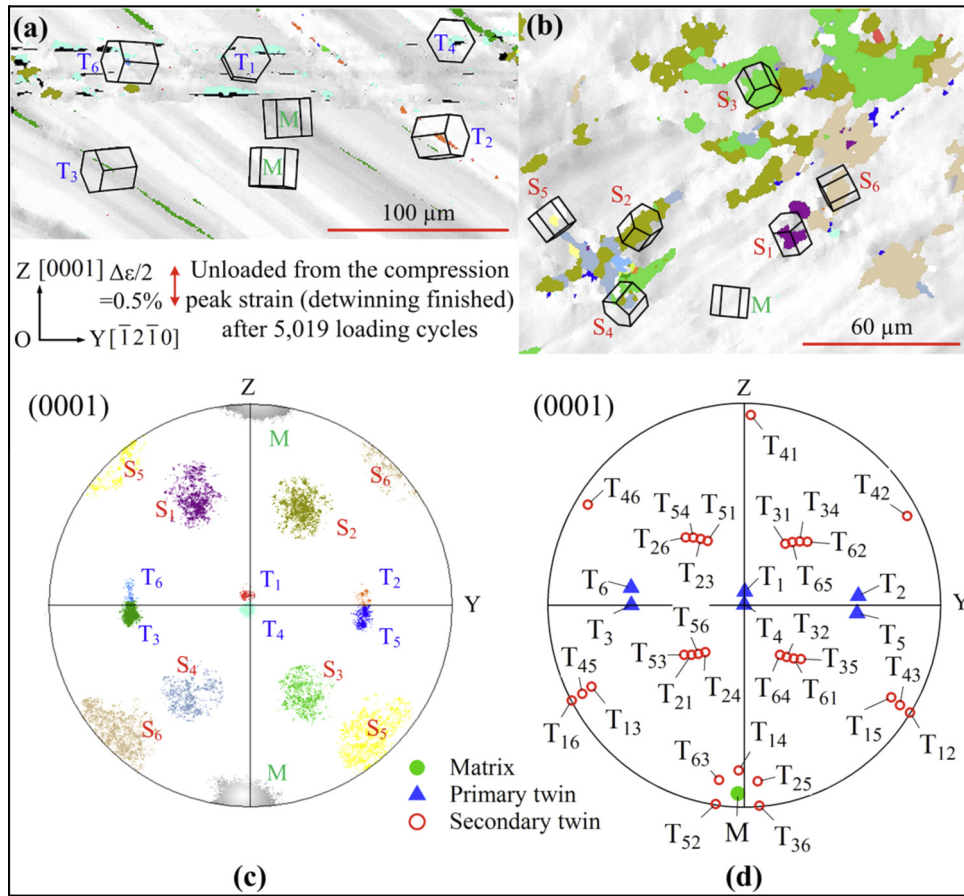 (a)
T6
T1
T4
M
T2
M
T3
100 µm
(b)
S3
S5
S2
S6
S1
S4
M
60 µm
Z [0001] Δε/2 =0.5%
O
Y [1̅21̅0]
Unloaded from the compression
peak strain (detwinning finished)
after 5,019 loading cycles
(0001)
Z
M
S5
S6
S1
S2
T6
T1
T2
Y
T3
T4
T5
S4
S3
S6
S5
M
(c)
(0001)
Z
T41
T46
T42
T54
T51
T31
T34
T26
T23
T65
T62
T6
T1
T2
Y
T3
T4
T5
T56
T32
T53
T35
T45
T21
T24
T64
T61
T43
T16
T13
T15
T12
T63
T14
T25
T52
M
T36
Matrix
Primary twin
Secondary twin
(d)